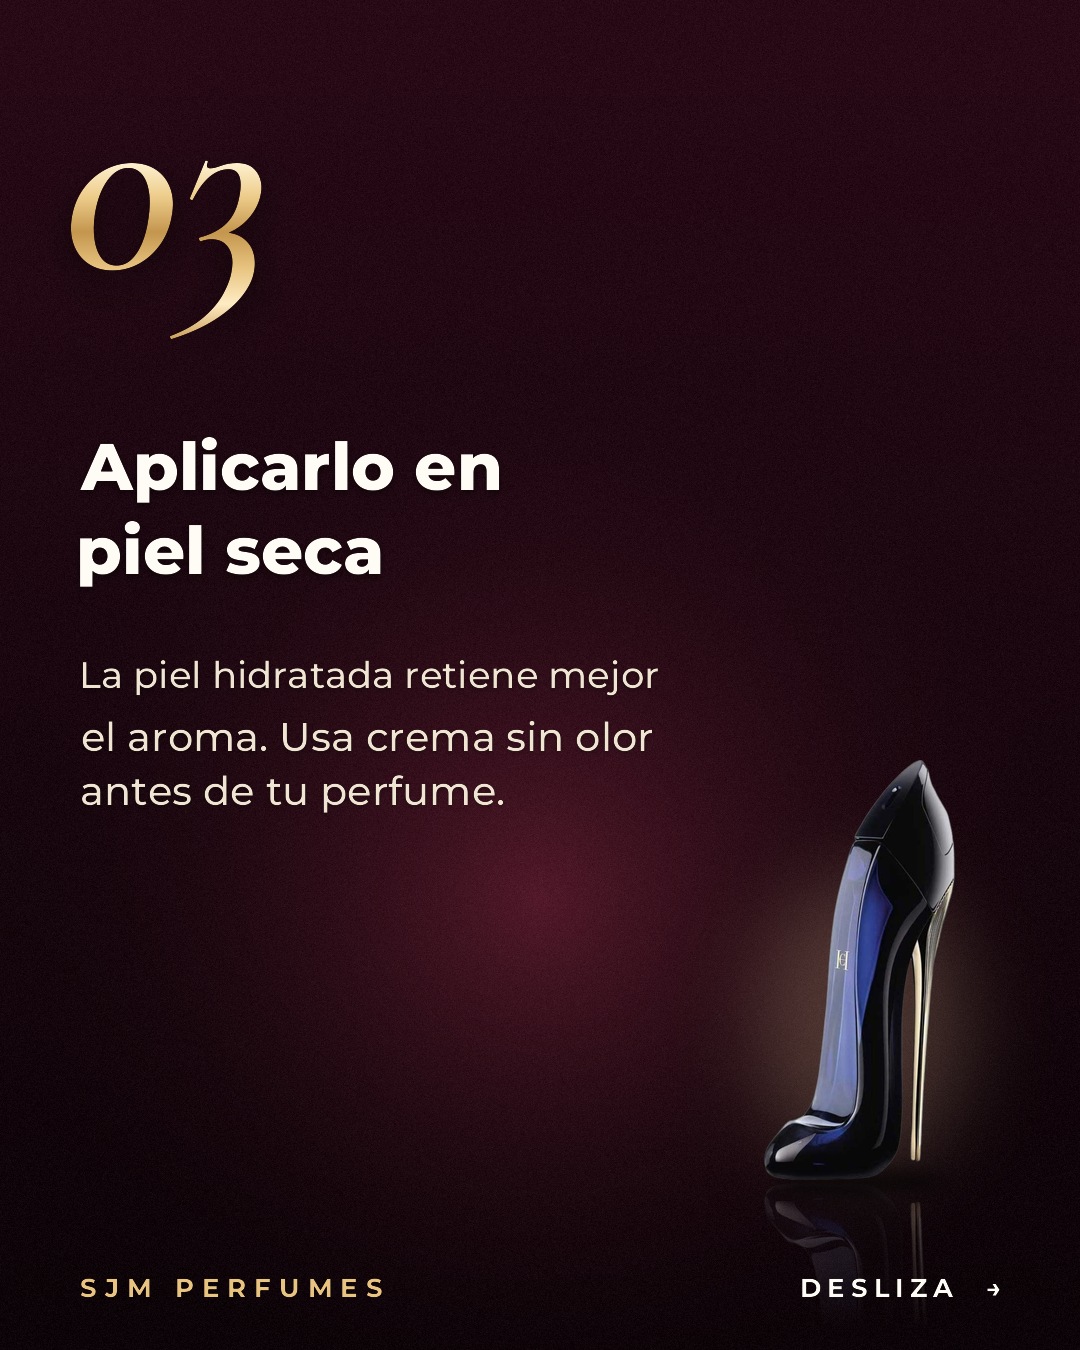 03
Aplicarlo en
piel seca
La piel hidratada retiene mejor
el aroma. Usa crema sin olor
antes de tu perfume.
SJM PERFUMES
DESLIZA →